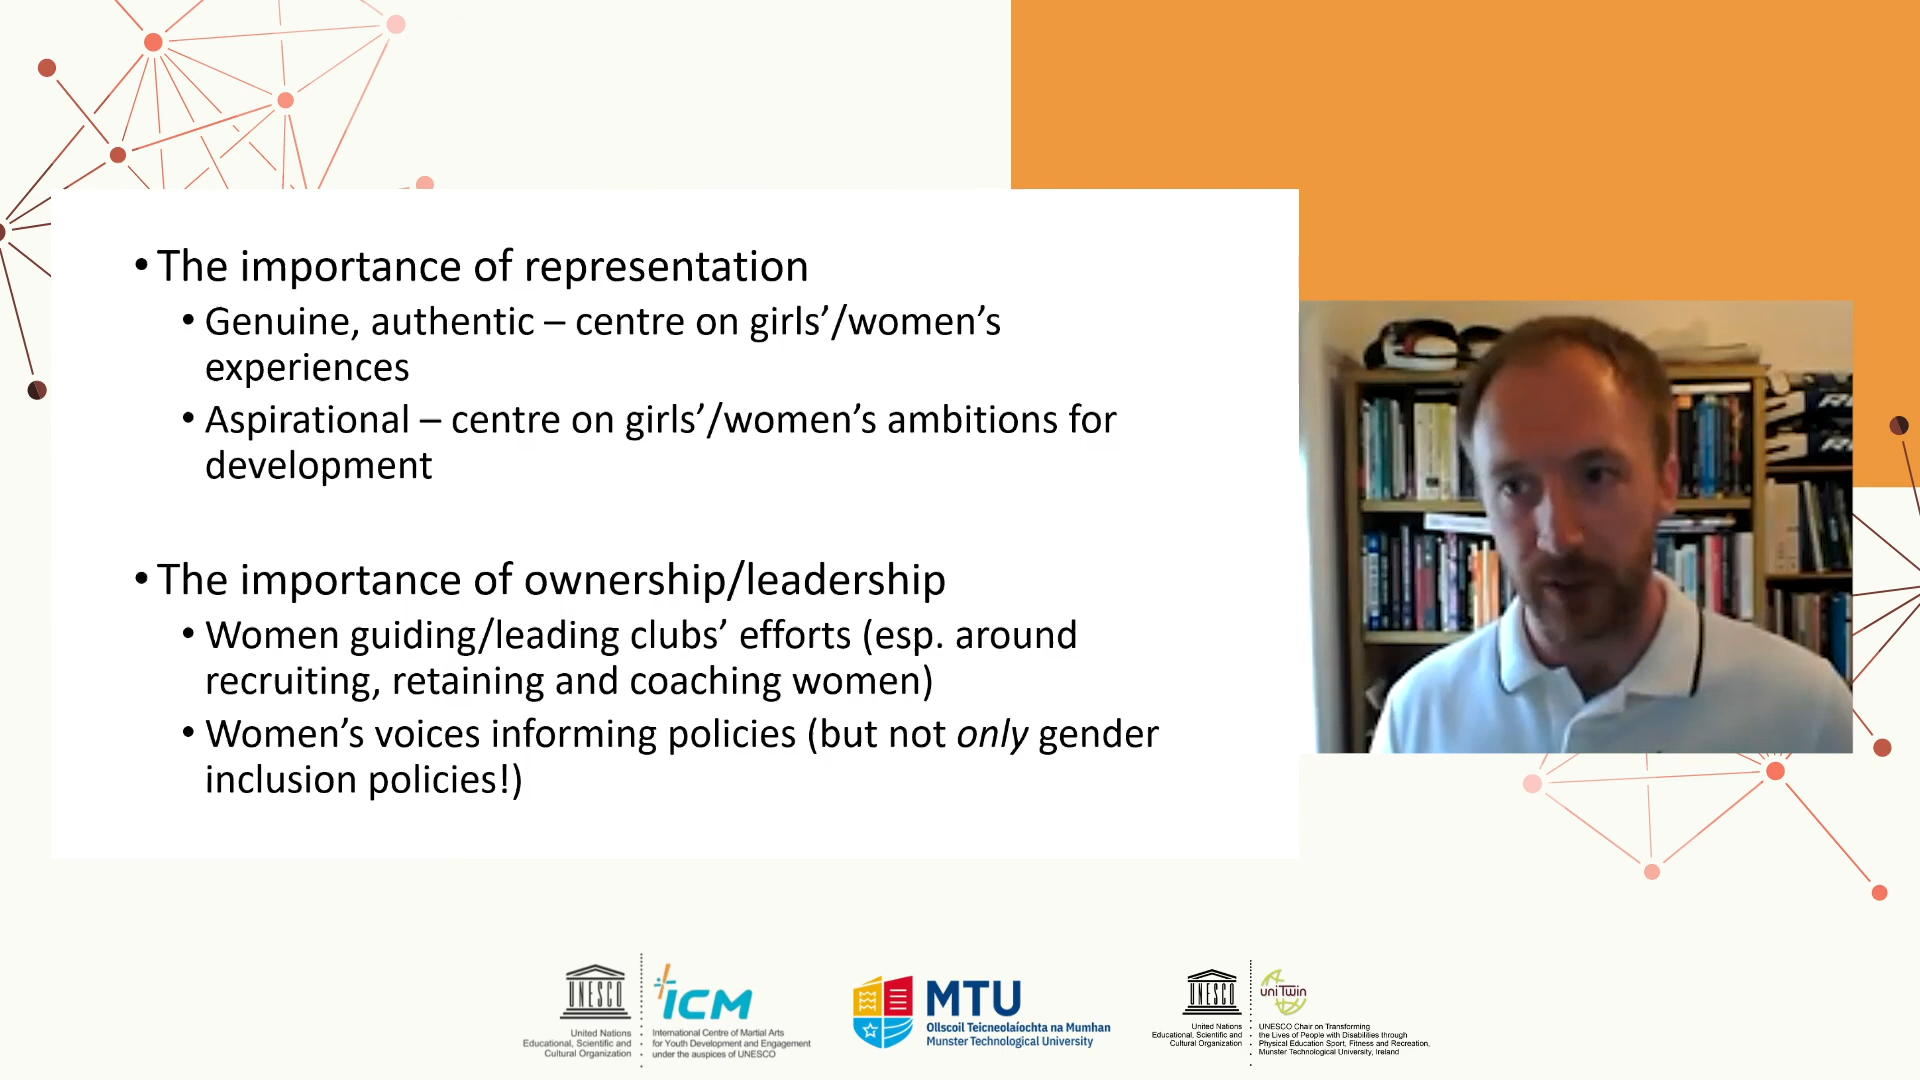 • The importance of representation
• Genuine, authentic – centre on girls’/women’s
experiences
• Aspirational – centre on girls’/women’s ambitions for
development
• The importance of ownership/leadership
• Women guiding/leading clubs’ efforts (esp. around
recruiting, retaining and coaching women)
• Women’s voices informing policies (but not only gender
inclusion policies!)
UNESCO
United Nations
Educational, Scientific and
Cultural Organization
ICM
International Centre of Martial Arts
for Youth Development and Engagement
under the auspices of UNESCO
MTU
Ollscoil Teicneolaíochta na Mumhan
Munster Technological University
UNESCO
United Nations
Educational, Scientific and
Cultural Organization
uniTwin
UNESCO Chair on Transforming
the Lives of People with Disabilities through
Physical Education Sport, Fitness and Recreation,
Munster Technological University, Ireland